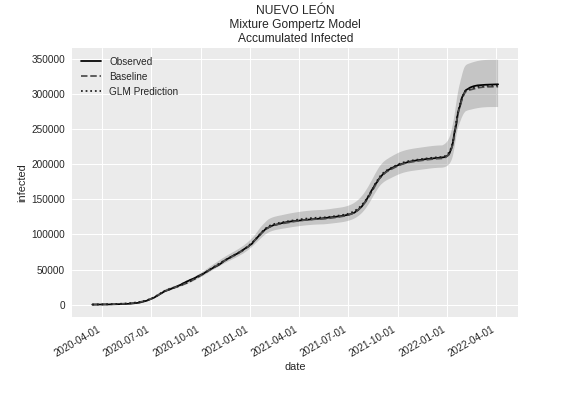 NUEVO LEÓN
Mixture Gompertz Model
Accumulated Infected
350000
300000
250000
200000
150000
100000
50000
0
infected
Observed
Baseline
GLM Prediction
2020-04-01
2020-07-01
2020-10-01
2021-01-01
2021-04-01
2021-07-01
2021-10-01
2022-01-01
2022-04-01
date